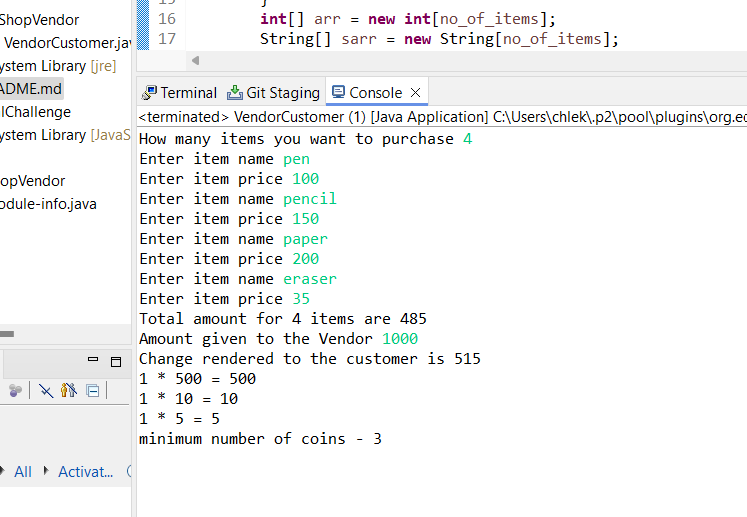 ShopVendor
VendorCustomer.jav
ystem Library [jre]
ADME.md
lChallenge
ystem Library [JavaS
opVendor
odule-info.java
15 }
16 int[] arr = new int[no_of_items];
17 String[] sarr = new String[no_of_items];
Terminal Git Staging Console
<terminated> VendorCustomer (1) [Java Application] C:\Users\chlek\.p2\pool\plugins\org.ec
How many items you want to purchase 4
Enter item name pen
Enter item price 100
Enter item name pencil
Enter item price 150
Enter item name paper
Enter item price 200
Enter item name eraser
Enter item price 35
Total amount for 4 items are 485
Amount given to the Vendor 1000
Change rendered to the customer is 515
1 * 500 = 500
1 * 10 = 10
1 * 5 = 5
minimum number of coins - 3
All Activat...